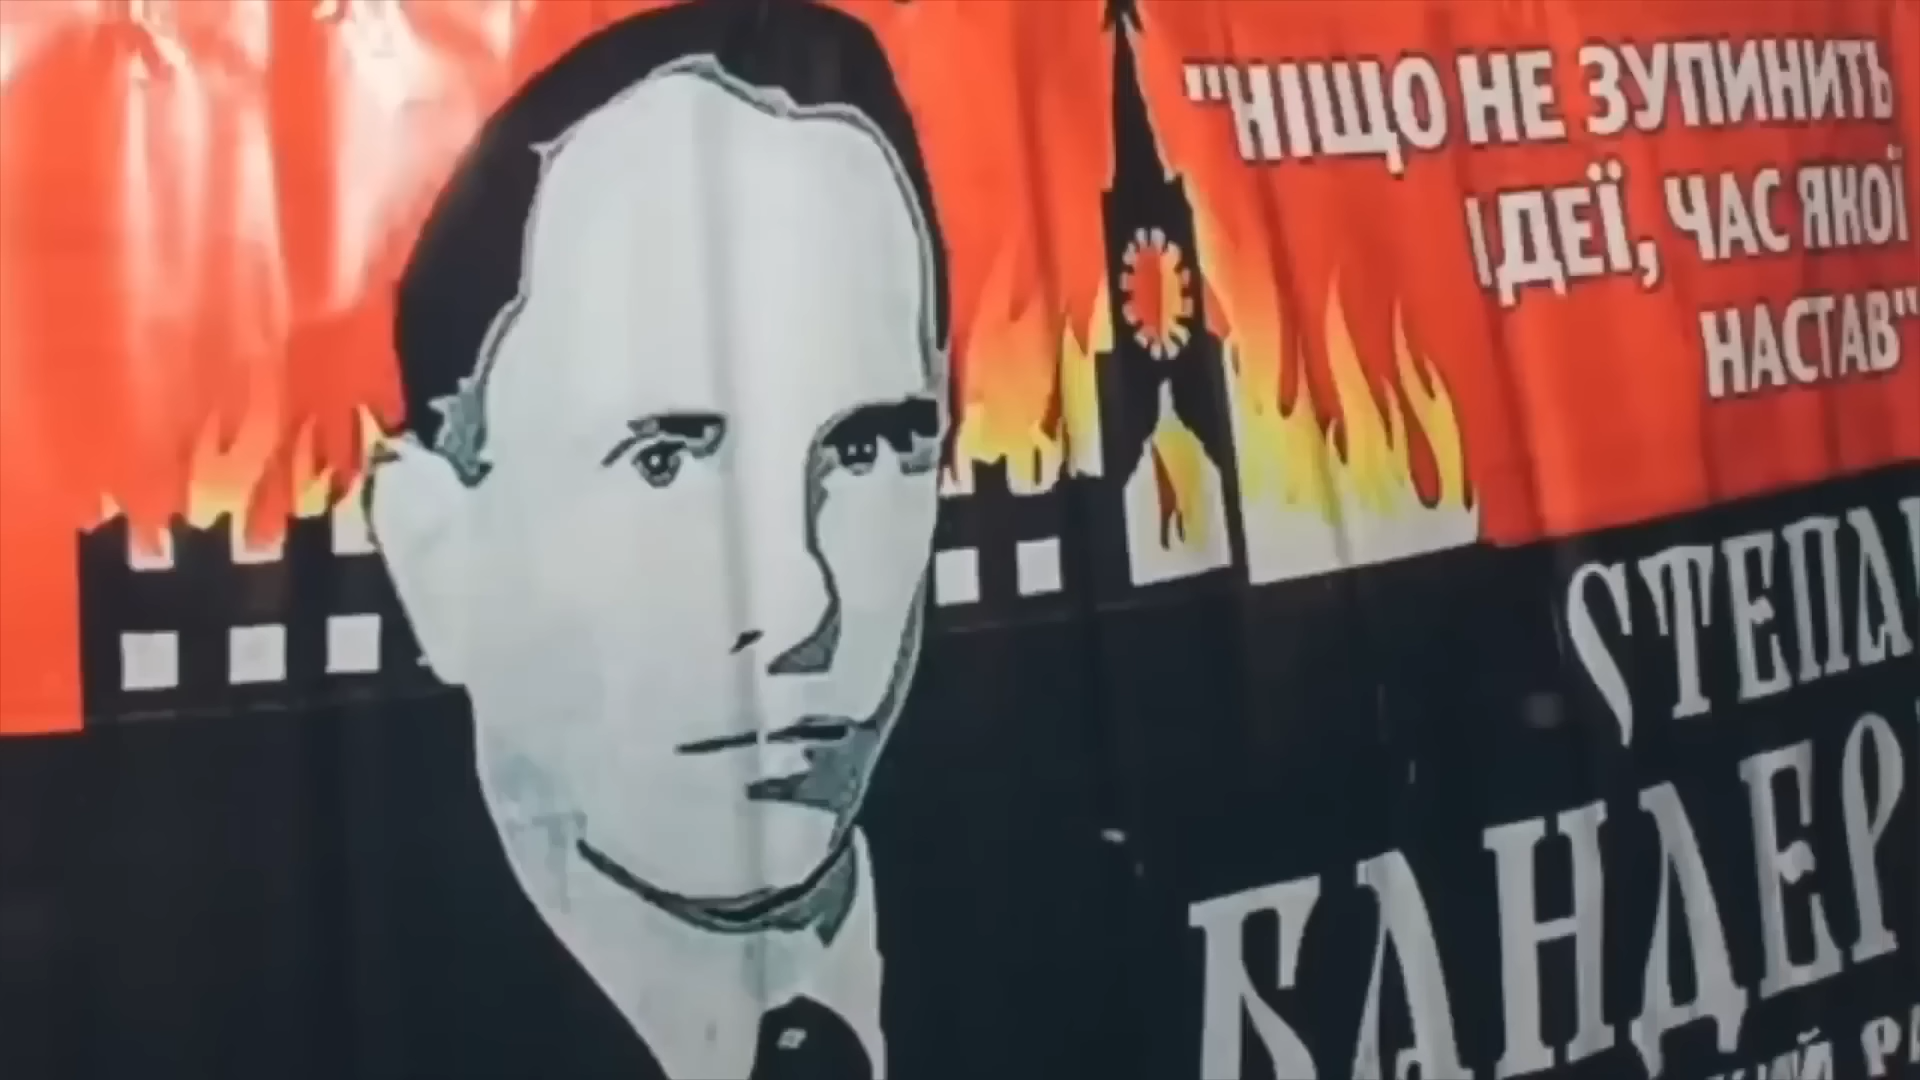 "НІЩО НЕ ЗУПИНИТЬ
ІДЕЇ, ЧАС ЯКОЇ
НАСТАВ"
СТЕПА
БАНДЕР